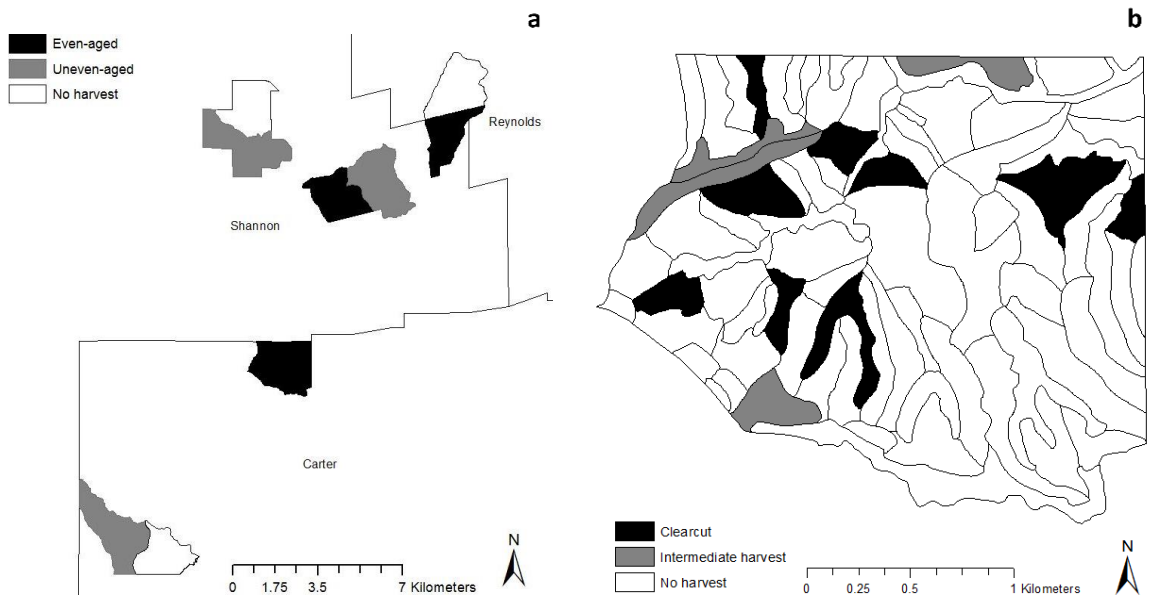 a
Even-aged
Uneven-aged
No harvest
Reynolds
Shannon
Carter
N
0 1.75 3.5 7 Kilometers
b
Clearcut
Intermediate harvest
No harvest
N
0 0.25 0.5 1 Kilometers